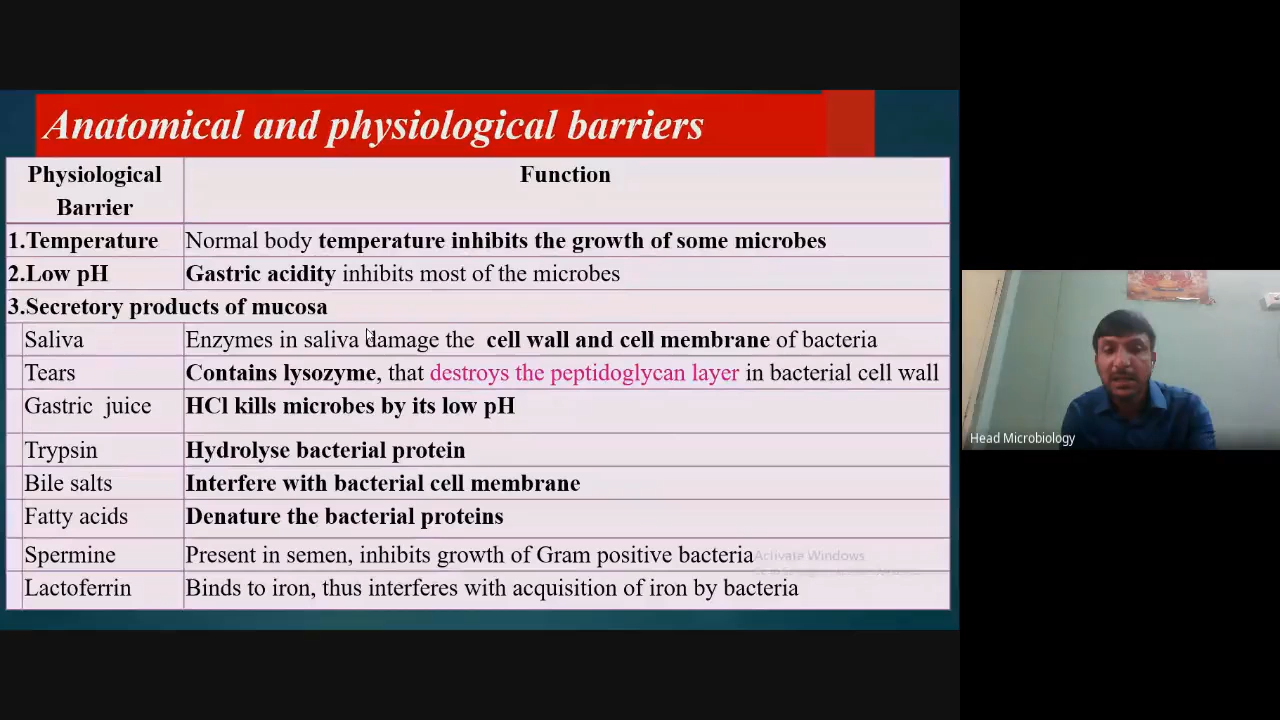 Anatomical and physiological barriers
Physiological Barrier
Function
1.Temperature
Normal body temperature inhibits the growth of some microbes
2.Low pH
Gastric acidity inhibits most of the microbes
3.Secretory products of mucosa
Saliva
Enzymes in saliva damage the cell wall and cell membrane of bacteria
Tears
Contains lysozyme, that destroys the peptidoglycan layer in bacterial cell wall
Gastric juice
HCl kills microbes by its low pH
Trypsin
Hydrolyse bacterial protein
Bile salts
Interfere with bacterial cell membrane
Fatty acids
Denature the bacterial proteins
Spermine
Present in semen, inhibits growth of Gram positive bacteria
Activate Windows
Lactoferrin
Binds to iron, thus interferes with acquisition of iron by bacteria
Head Microbiology